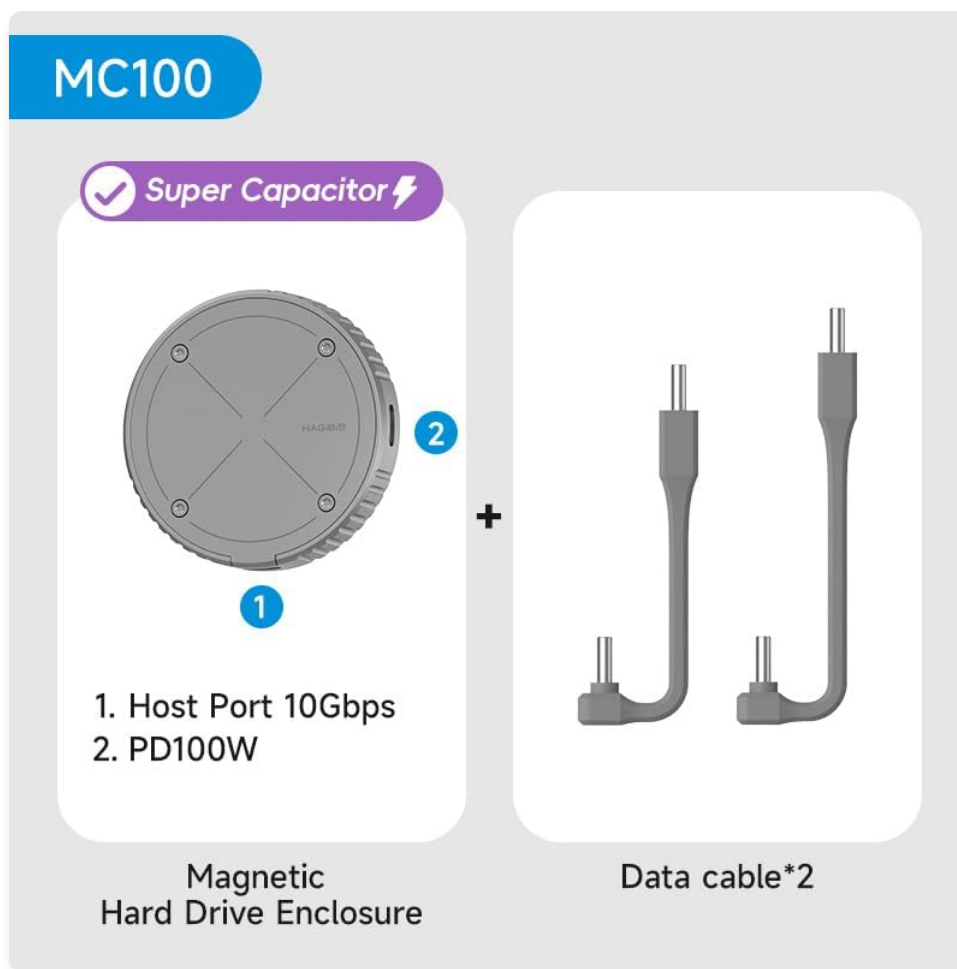 MC100
Super Capacitor
HAGIBIS
2
1
+
1. Host Port 10Gbps
2. PD100W
Magnetic
Hard Drive Enclosure
Data cable*2